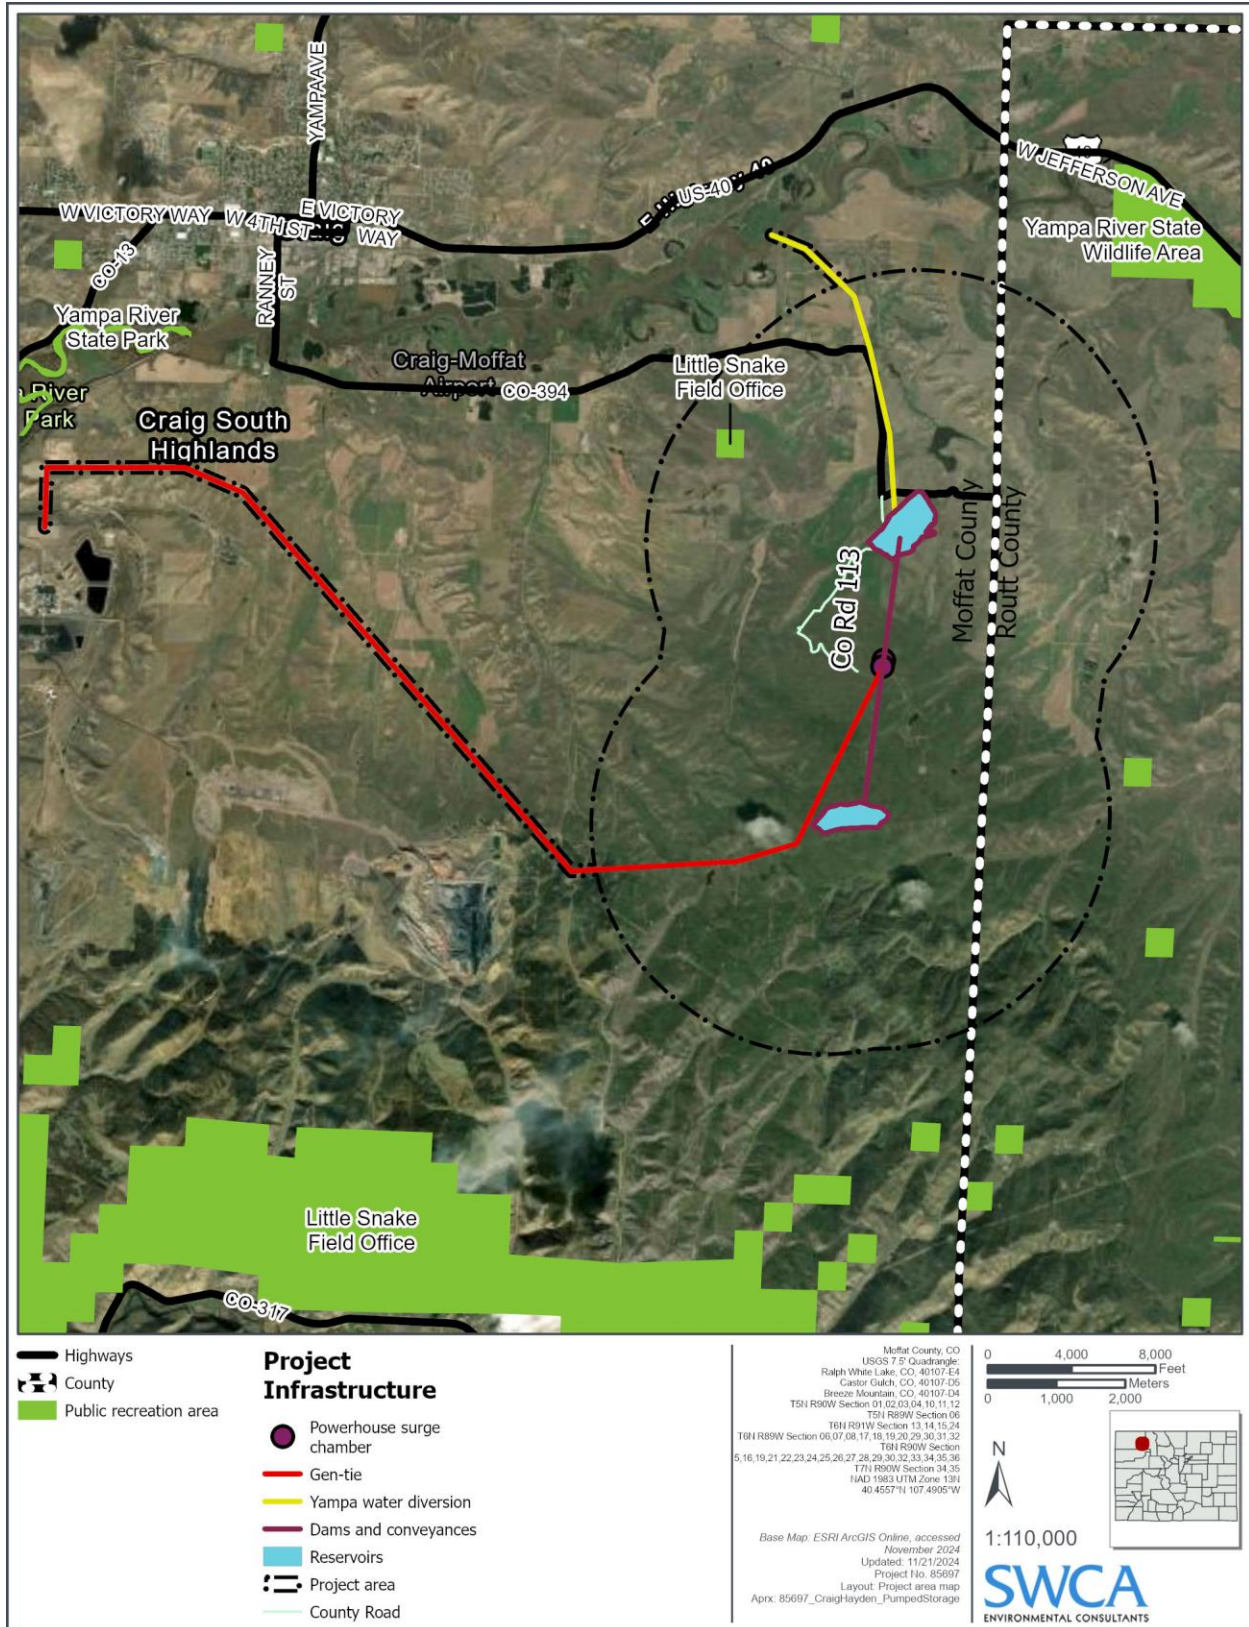 YAMPAAVE
W JEFFERSON AVE
US-40
E VICTORY
WAY
W VICTORY WAY
W 4TH ST
Yampa River State
Wildlife Area
CO-13
RANNEY
ST
Yampa River
State Park
Craig-Moffat
Airport
CO-394
Little Snake
Field Office
River
Park
Craig South
Highlands
Moffat County
Routt County
Co Rd 113
Little Snake
Field Office
CO-317
Highways
County
Public recreation area
Project
Infrastructure
Powerhouse surge
chamber
Gen-tie
Yampa water diversion
Dams and conveyances
Reservoirs
Project area
County Road
Moffat County, CO
USGS 7.5' Quadrangle:
Ralph White Lake, CO, 40107-E4
Castor Gulch, CO, 40107-D5
Breeze Mountain, CO, 40107-D4
T5N R90W Section 01,02,03,04,10,11,12
T5N R89W Section 06
T6N R91W Section 13,14,15,24
T6N R89W Section 06,07,08,17,18,19,20,29,30,31,32
T6N R90W Section
5,16,19,21,22,23,24,25,26,27,28,29,30,32,33,34,35,36
T7N R90W Section 34,35
NAD 1983 UTM Zone 13N
40.4557°N 107.4905°W
Base Map: ESRI ArcGIS Online, accessed
November 2024
Updated: 11/21/2024
Project No. 85697
Layout: Project area map
Aprx: 85697_CraigHayden_PumpedStorage
0 4,000 8,000
Feet
Meters
0 1,000 2,000
N
1:110,000
SWCA
ENVIRONMENTAL CONSULTANTS